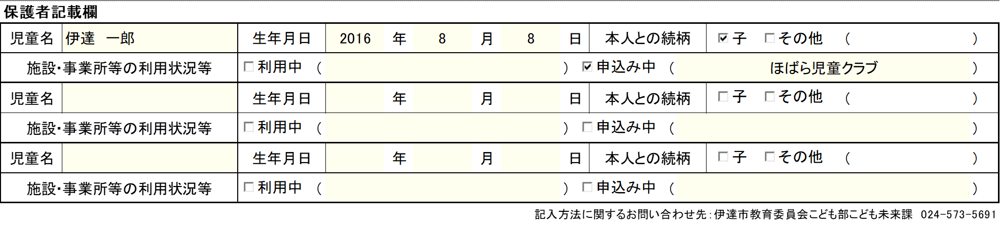 保護者記載欄
児童名 伊達　一郎 生年月日 2016 年 8 月 8 日 本人との続柄 ☑子 □その他 （ ）
施設・事業所等の利用状況等 □利用中 （ ） ☑申込み中 （ ほばら児童クラブ ）
児童名 生年月日 年 月 日 本人との続柄 □子 □その他 （ ）
施設・事業所等の利用状況等 □利用中 （ ） □申込み中 （ ）
児童名 生年月日 年 月 日 本人との続柄 □子 □その他 （ ）
施設・事業所等の利用状況等 □利用中 （ ） □申込み中 （ ）
記入方法に関するお問い合わせ先：伊達市教育委員会こども部こども未来課　024-573-5691